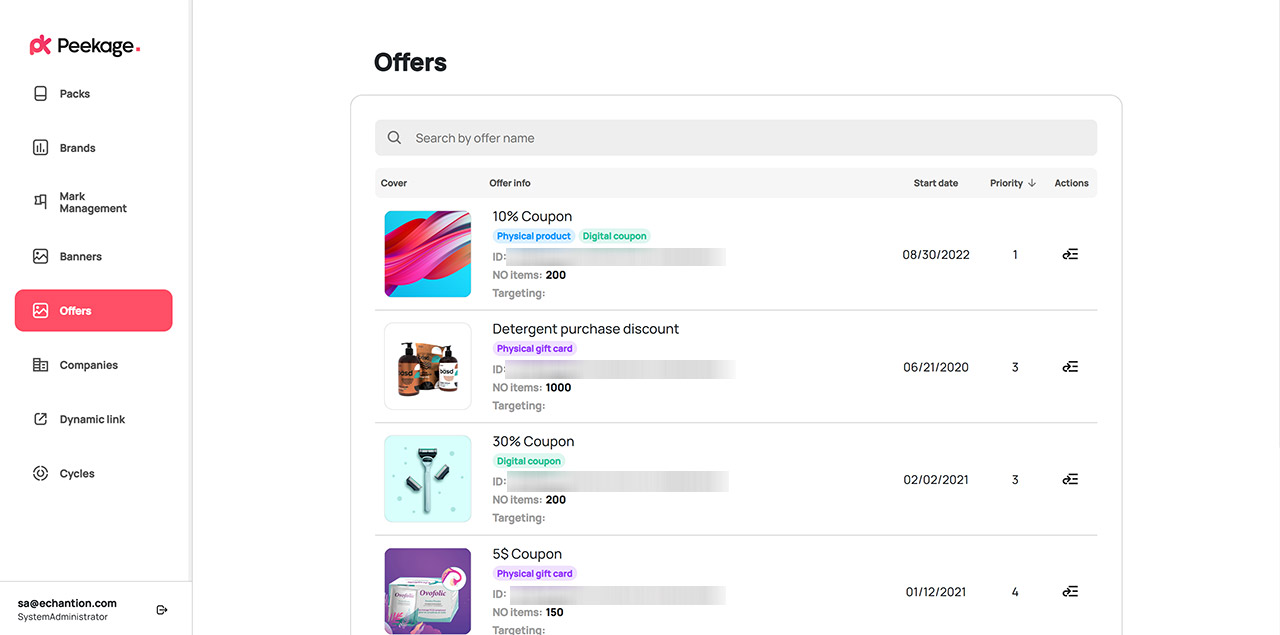 Peekage.
Packs
Brands
Mark
Management
Banners
Offers
Companies
Dynamic link
Cycles
sa@echantion.com
SystemAdministrator
Offers
Search by offer name
Cover Offer info Start date Priority Actions
10% Coupon
Physical product Digital coupon
ID:
NO items: 200
Targeting:
08/30/2022 1
Detergent purchase discount
Physical gift card
ID:
NO items: 1000
Targeting:
06/21/2020 3
30% Coupon
Digital coupon
ID:
NO items: 200
Targeting:
02/02/2021 3
Ovofolic
Ovofolic
5$ Coupon
Physical gift card
ID:
NO items: 150
Targeting:
01/12/2021 4